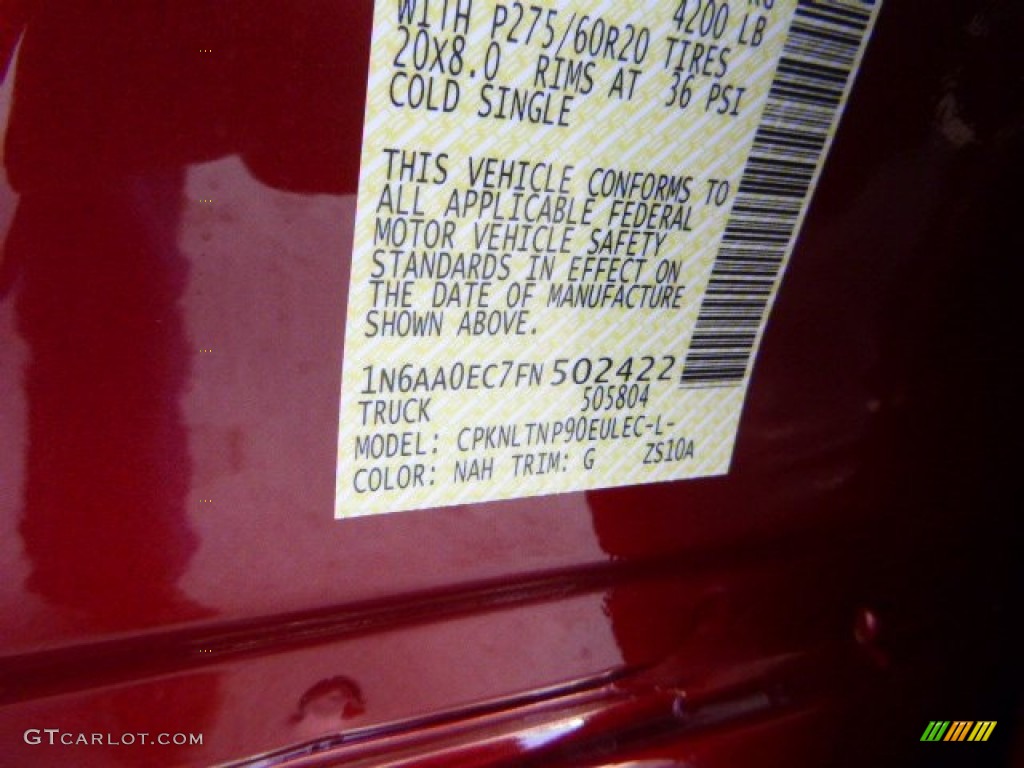 4200 LB
WITH P275/60R20 TIRES
20X8.0 RIMS AT 36 PSI
COLD SINGLE
THIS VEHICLE CONFORMS TO
ALL APPLICABLE FEDERAL
MOTOR VEHICLE SAFETY
STANDARDS IN EFFECT ON
THE DATE OF MANUFACTURE
SHOWN ABOVE.
1N6AA0EC7FN502422
TRUCK 505804
MODEL: CPKNLTNP90EULEC-L-
COLOR: NAH TRIM: G ZS10A
GTCARLOT.COM